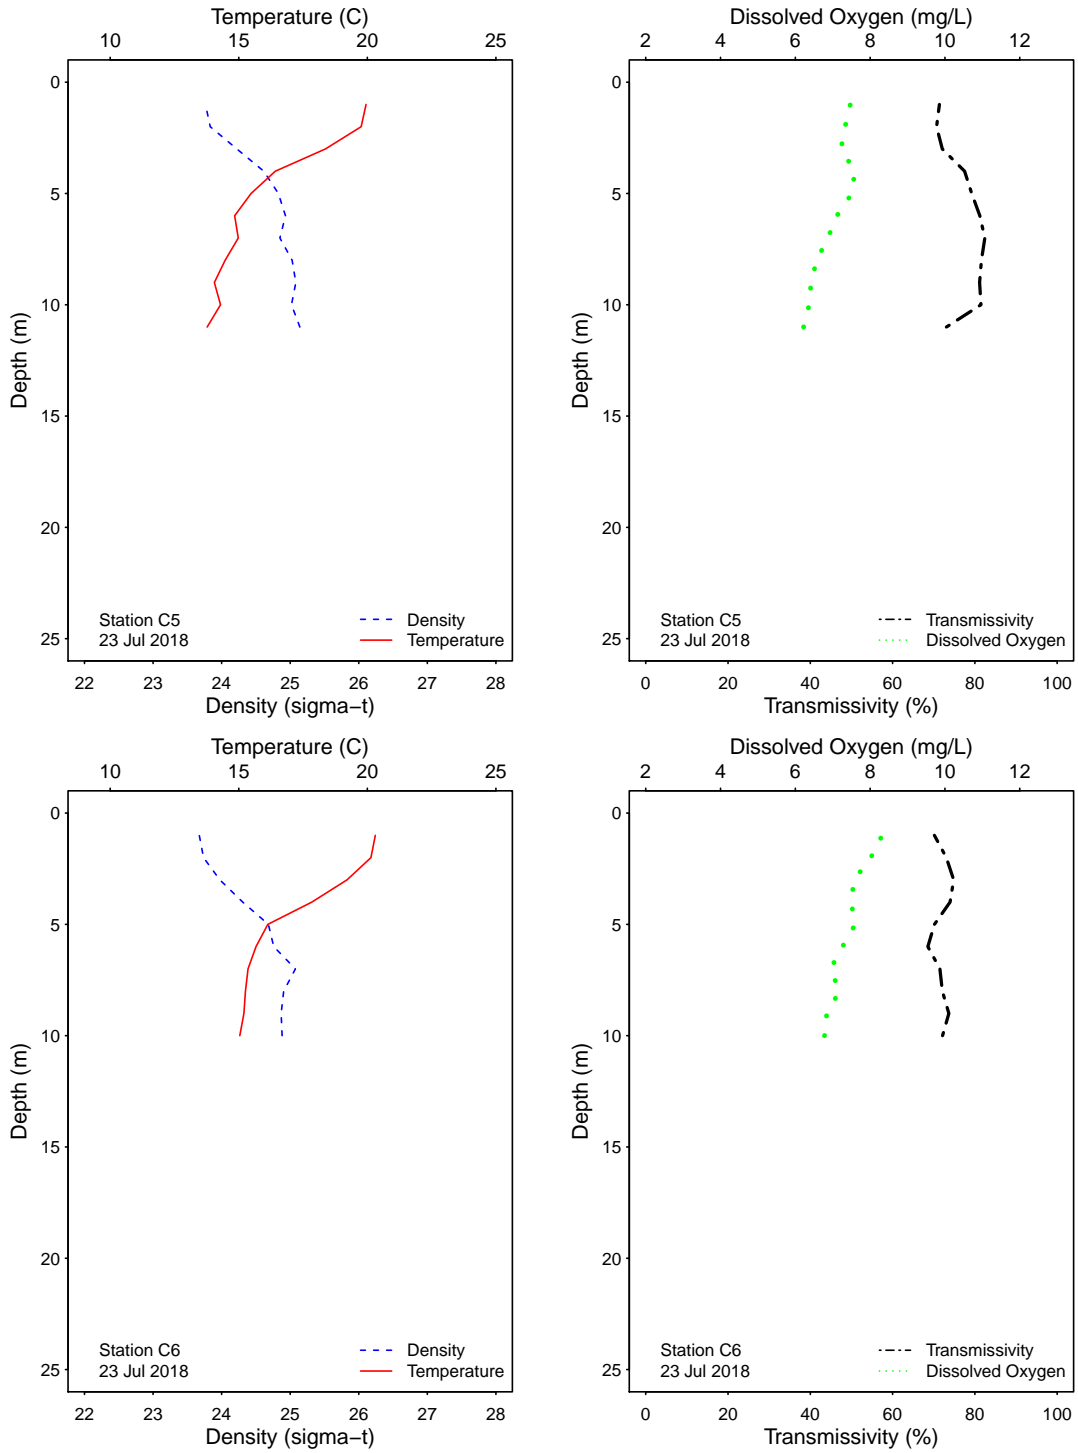 Temperature (C)
10 15 20 25
0
5
10
15
20
25
Depth (m)
Station C5
23 Jul 2018
Density
Temperature
22 23 24 25 26 27 28
Density (sigma−t)
Dissolved Oxygen (mg/L)
2 4 6 8 10 12
0
5
10
15
20
25
Depth (m)
Station C5
23 Jul 2018
Transmissivity
Dissolved Oxygen
0 20 40 60 80 100
Transmissivity (%)
Temperature (C)
10 15 20 25
0
5
10
15
20
25
Depth (m)
Station C6
23 Jul 2018
Density
Temperature
22 23 24 25 26 27 28
Density (sigma−t)
Dissolved Oxygen (mg/L)
2 4 6 8 10 12
0
5
10
15
20
25
Depth (m)
Station C6
23 Jul 2018
Transmissivity
Dissolved Oxygen
0 20 40 60 80 100
Transmissivity (%)